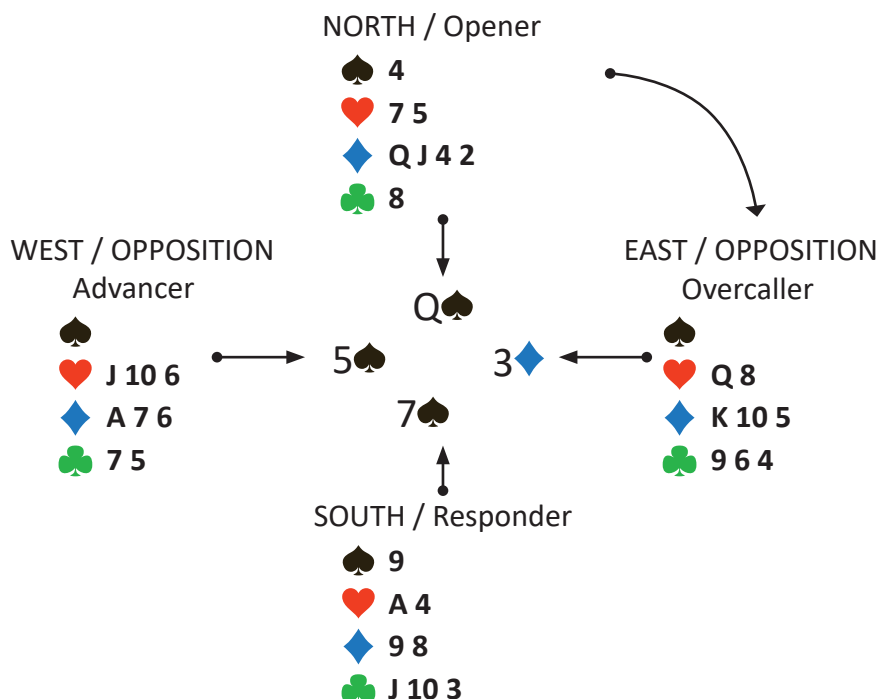 NORTH / Opener
4
7 5
Q J 4 2
8
WEST / OPPOSITION
Advancer
J 10 6
A 7 6
7 5
EAST / OPPOSITION
Overcaller
Q 8
K 10 5
9 6 4
Q♠
5♠
3♦
7♠
SOUTH / Responder
9
A 4
9 8
J 10 3